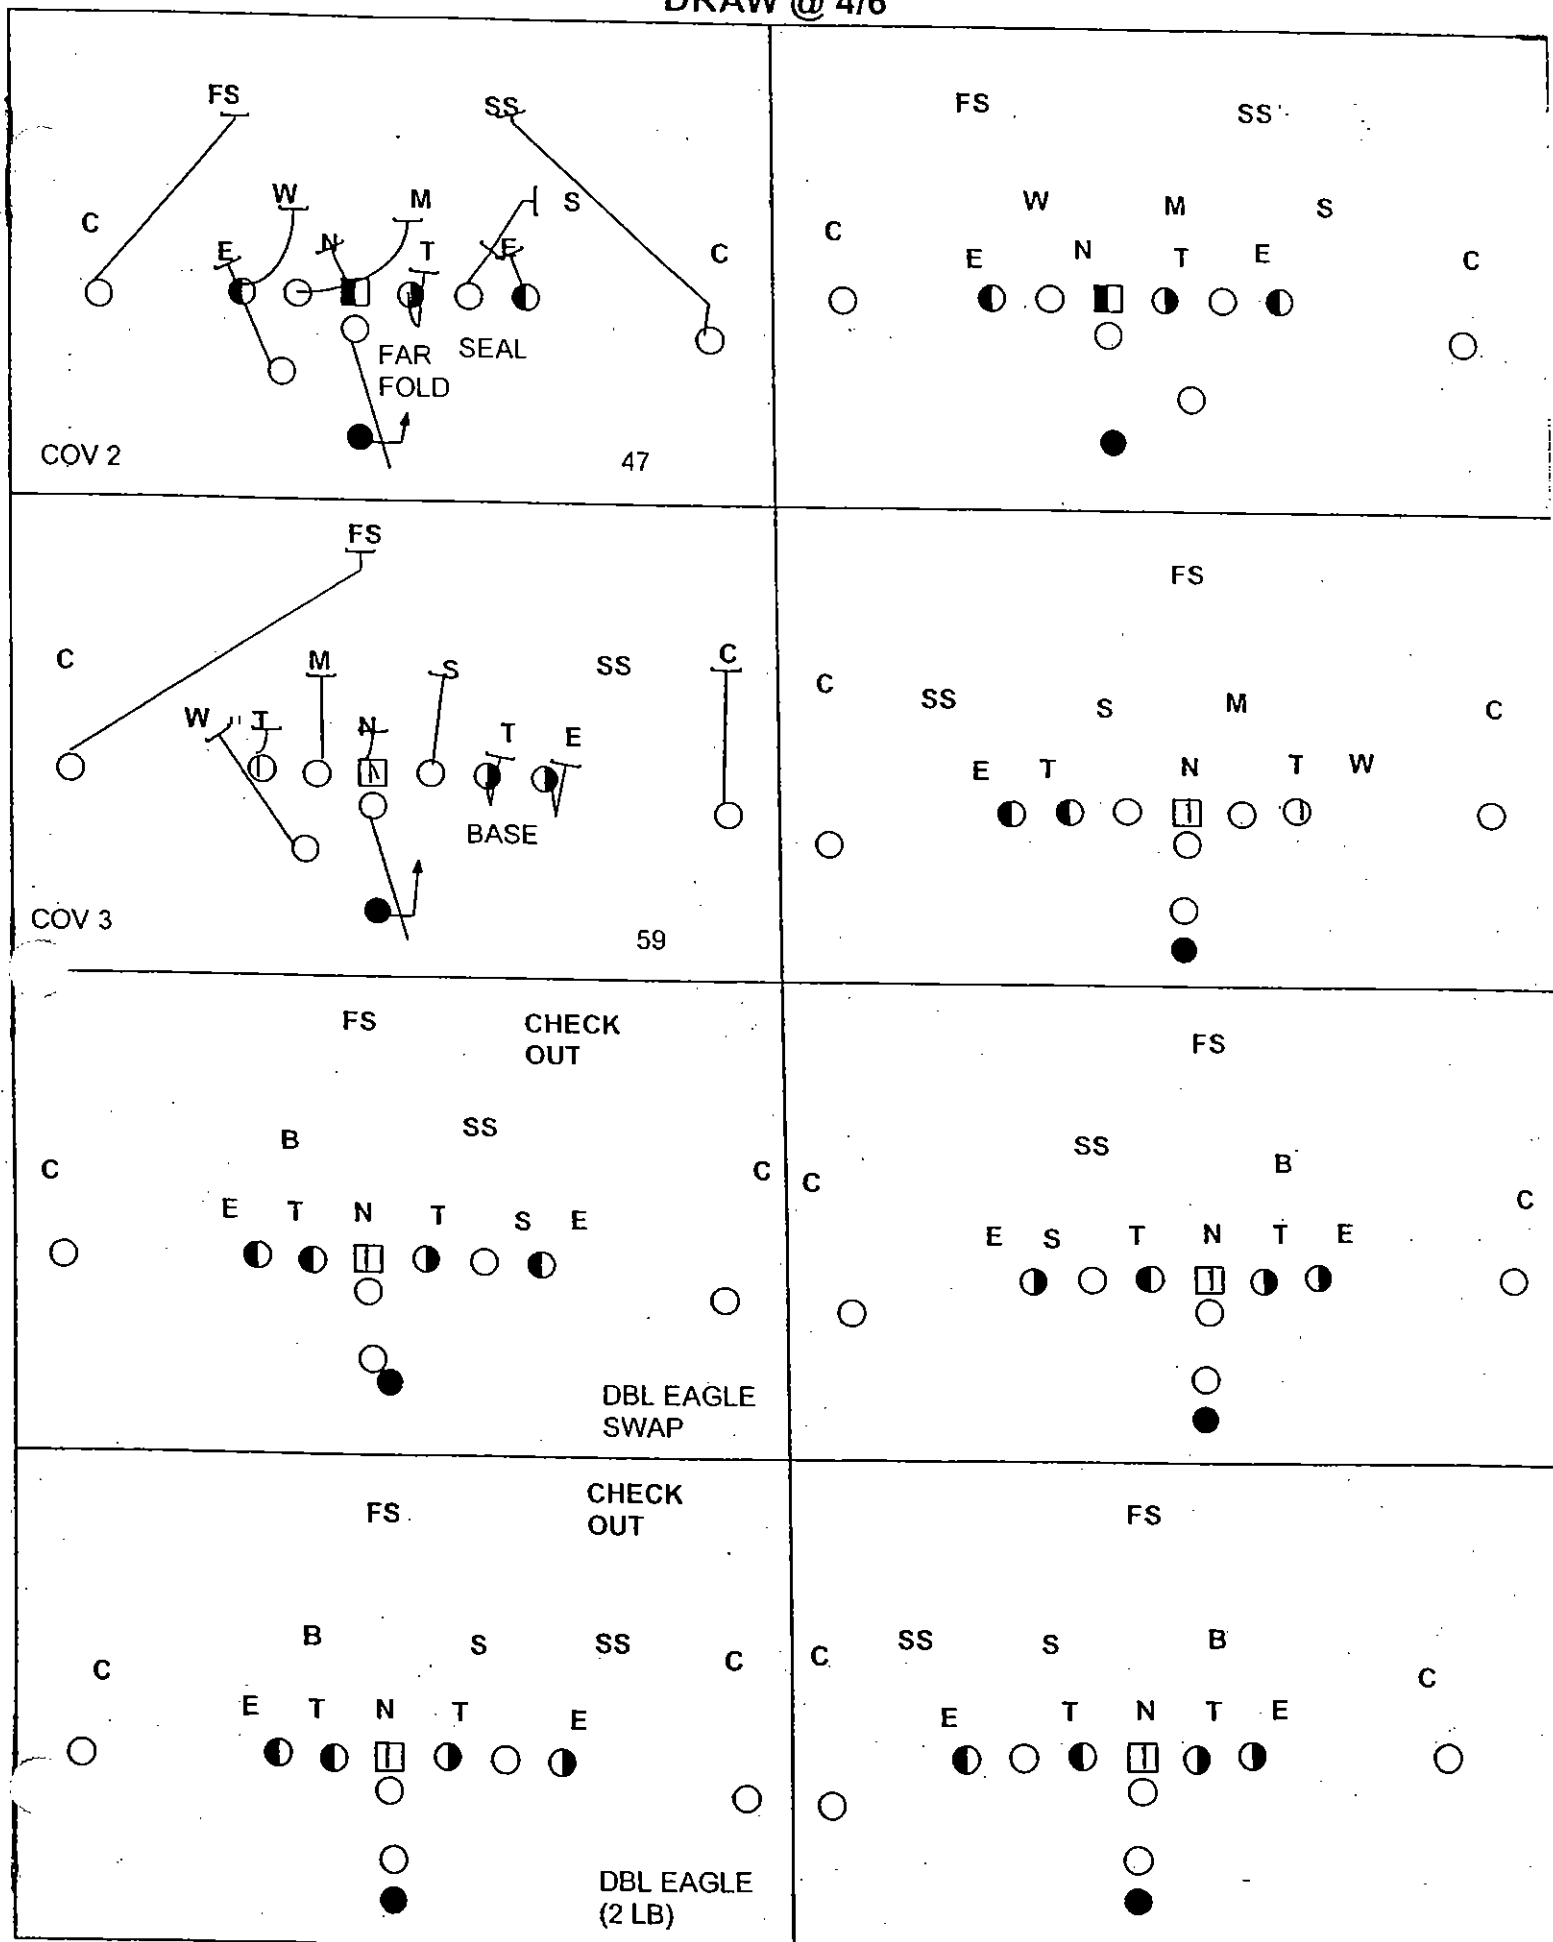 DRAW @ 4/6
FS SS
W M S
C C
E N T E
FAR SEAL
FOLD
COV 2 47
FS SS
W M S
C C
E N T E
FS
C M S SS C
W T N T E
BASE
COV 3 59
FS
C SS S M C
E T N T W
FS CHECK
OUT
B SS
C C
E T N T S E
DBL EAGLE
SWAP
FS
SS B
C C
E S T N T E
FS CHECK
OUT
B S SS
C C
E T N T E
DBL EAGLE
(2 LB)
FS
C SS S B C
E T N T E